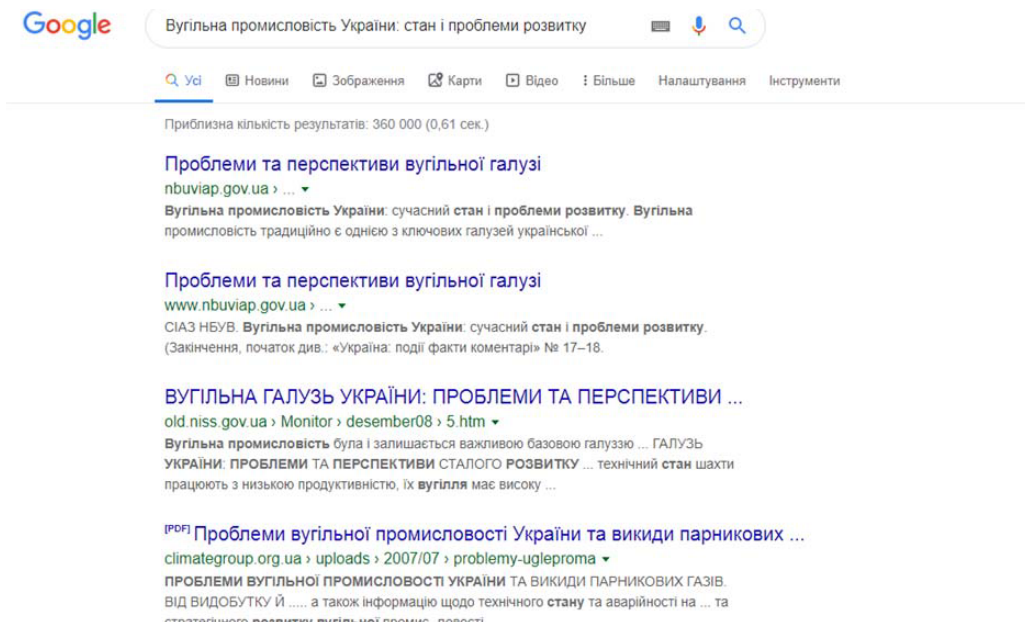 Google
Вугільна промисловість України: стан і проблеми розвитку
Усі Новини Зображення Карти Відео Більше Налаштування Інструменти
Приблизна кількість результатів: 360 000 (0,61 сек.)
Проблеми та перспективи вугільної галузі
nbuviap.gov.ua › ...
Вугільна промисловість України: сучасний стан і проблеми розвитку. Вугільна
промисловість традиційно є однією з ключових галузей української ...
Проблеми та перспективи вугільної галузі
www.nbuviap.gov.ua › ...
СІАЗ НБУВ. Вугільна промисловість України: сучасний стан і проблеми розвитку.
(Закінчення, початок див.: «Україна: події факти коментарі» № 17–18.
ВУГІЛЬНА ГАЛУЗЬ УКРАЇНИ: ПРОБЛЕМИ ТА ПЕРСПЕКТИВИ ...
old.niss.gov.ua › Monitor › desember08 › 5.htm
Вугільна промисловість була і залишається важливою базовою галуззю ... ГАЛУЗЬ
УКРАЇНИ: ПРОБЛЕМИ ТА ПЕРСПЕКТИВИ СТАЛОГО РОЗВИТКУ ... технічний стан шахти
працюють з низькою продуктивністю, їх вугілля має високу ...
[PDF] Проблеми вугільної промисловості України та викиди парникових ...
climategroup.org.ua › uploads › 2007/07 › problemy-ugleproma
ПРОБЛЕМИ ВУГІЛЬНОЇ ПРОМИСЛОВОСТІ УКРАЇНИ ТА ВИКИДИ ПАРНИКОВИХ ГАЗІВ.
ВІД ВИДОБУТКУ Й ..... а також інформацію щодо технічного стану та аварійності на ... та
стратегічного розвитку вугільної промис- ловості